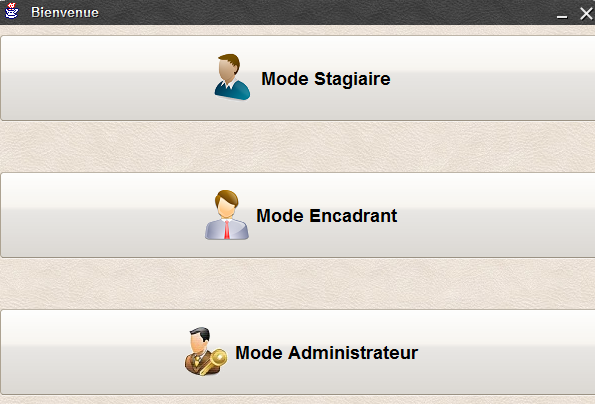 Bienvenue
Mode Stagiaire
Mode Encadrant
Mode Administrateur